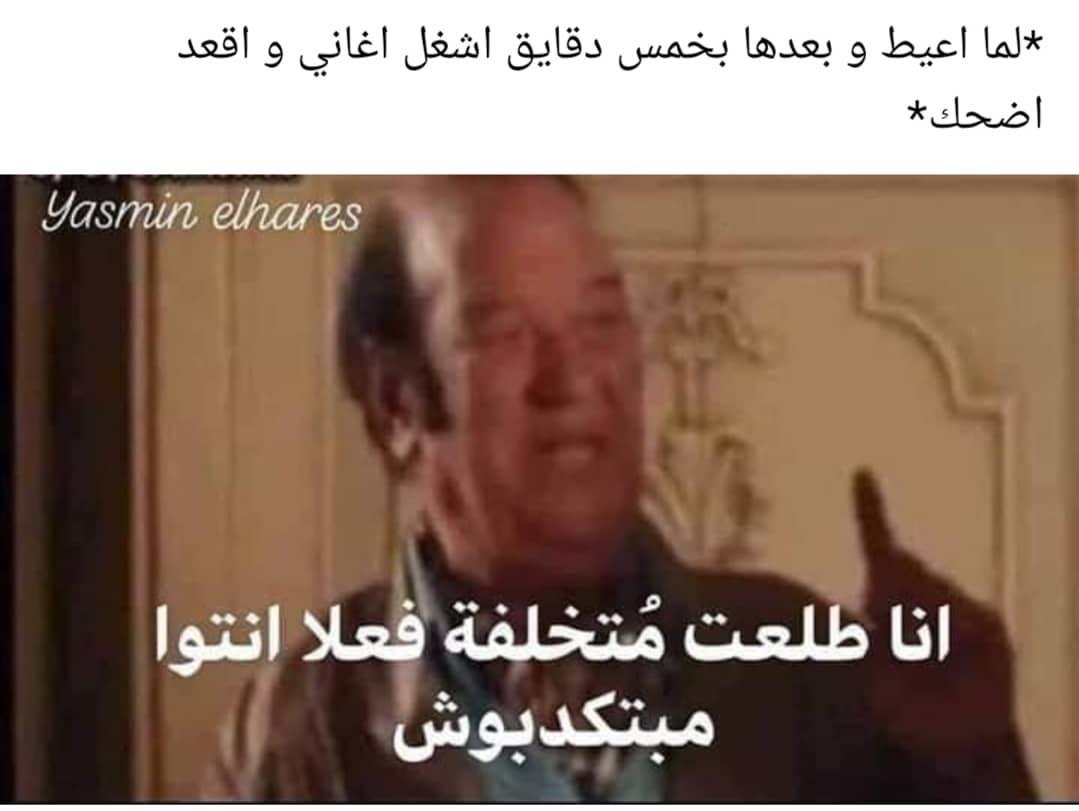 *لما اعيط و بعدها بخمس دقايق اشغل اغاني و اقعد
اضحك*
Yasmin elhares
انا طلعت مُتخلفة فعلا انتوا
مبتكدبوش